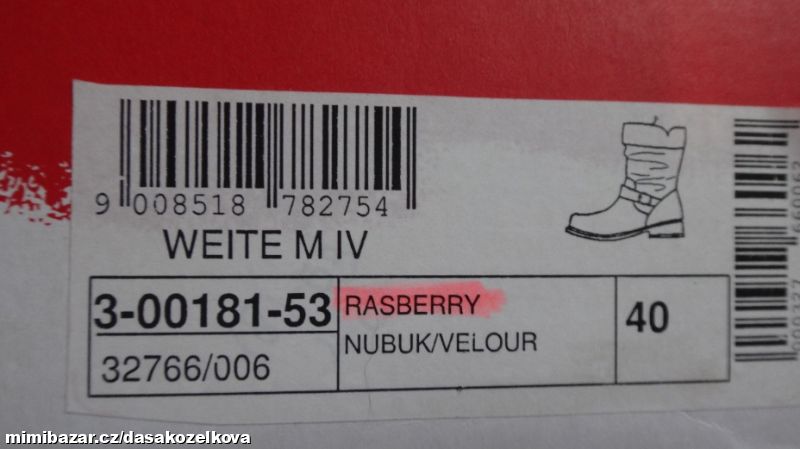 9 008518 782754
WEITE M IV
3-00181-53
RASBERRY
40
32766/006
NUBUK/VELOUR
mimibazar.cz/dasakozelkova